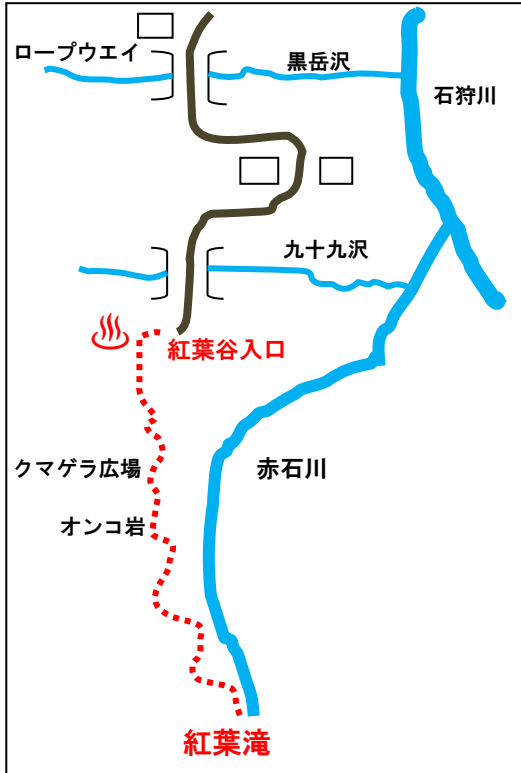 ロープウエイ
黒岳沢
石狩川
九十九沢
紅葉谷入口
クマゲラ広場
赤石川
オンコ岩
紅葉滝